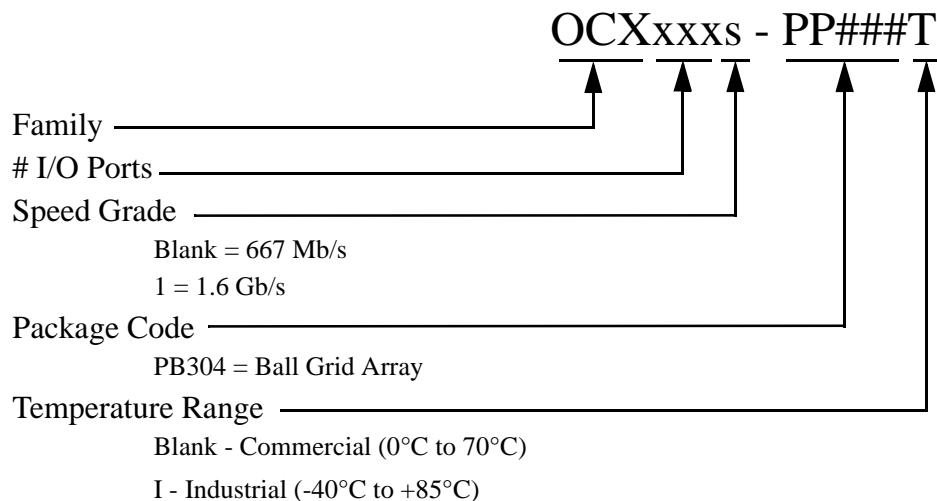 OCXxxxs - PP###T
Family
# I/O Ports
Speed Grade
Blank = 667 Mb/s
1 = 1.6 Gb/s
Package Code
PB304 = Ball Grid Array
Temperature Range
Blank - Commercial (0°C to 70°C)
I - Industrial (-40°C to +85°C)